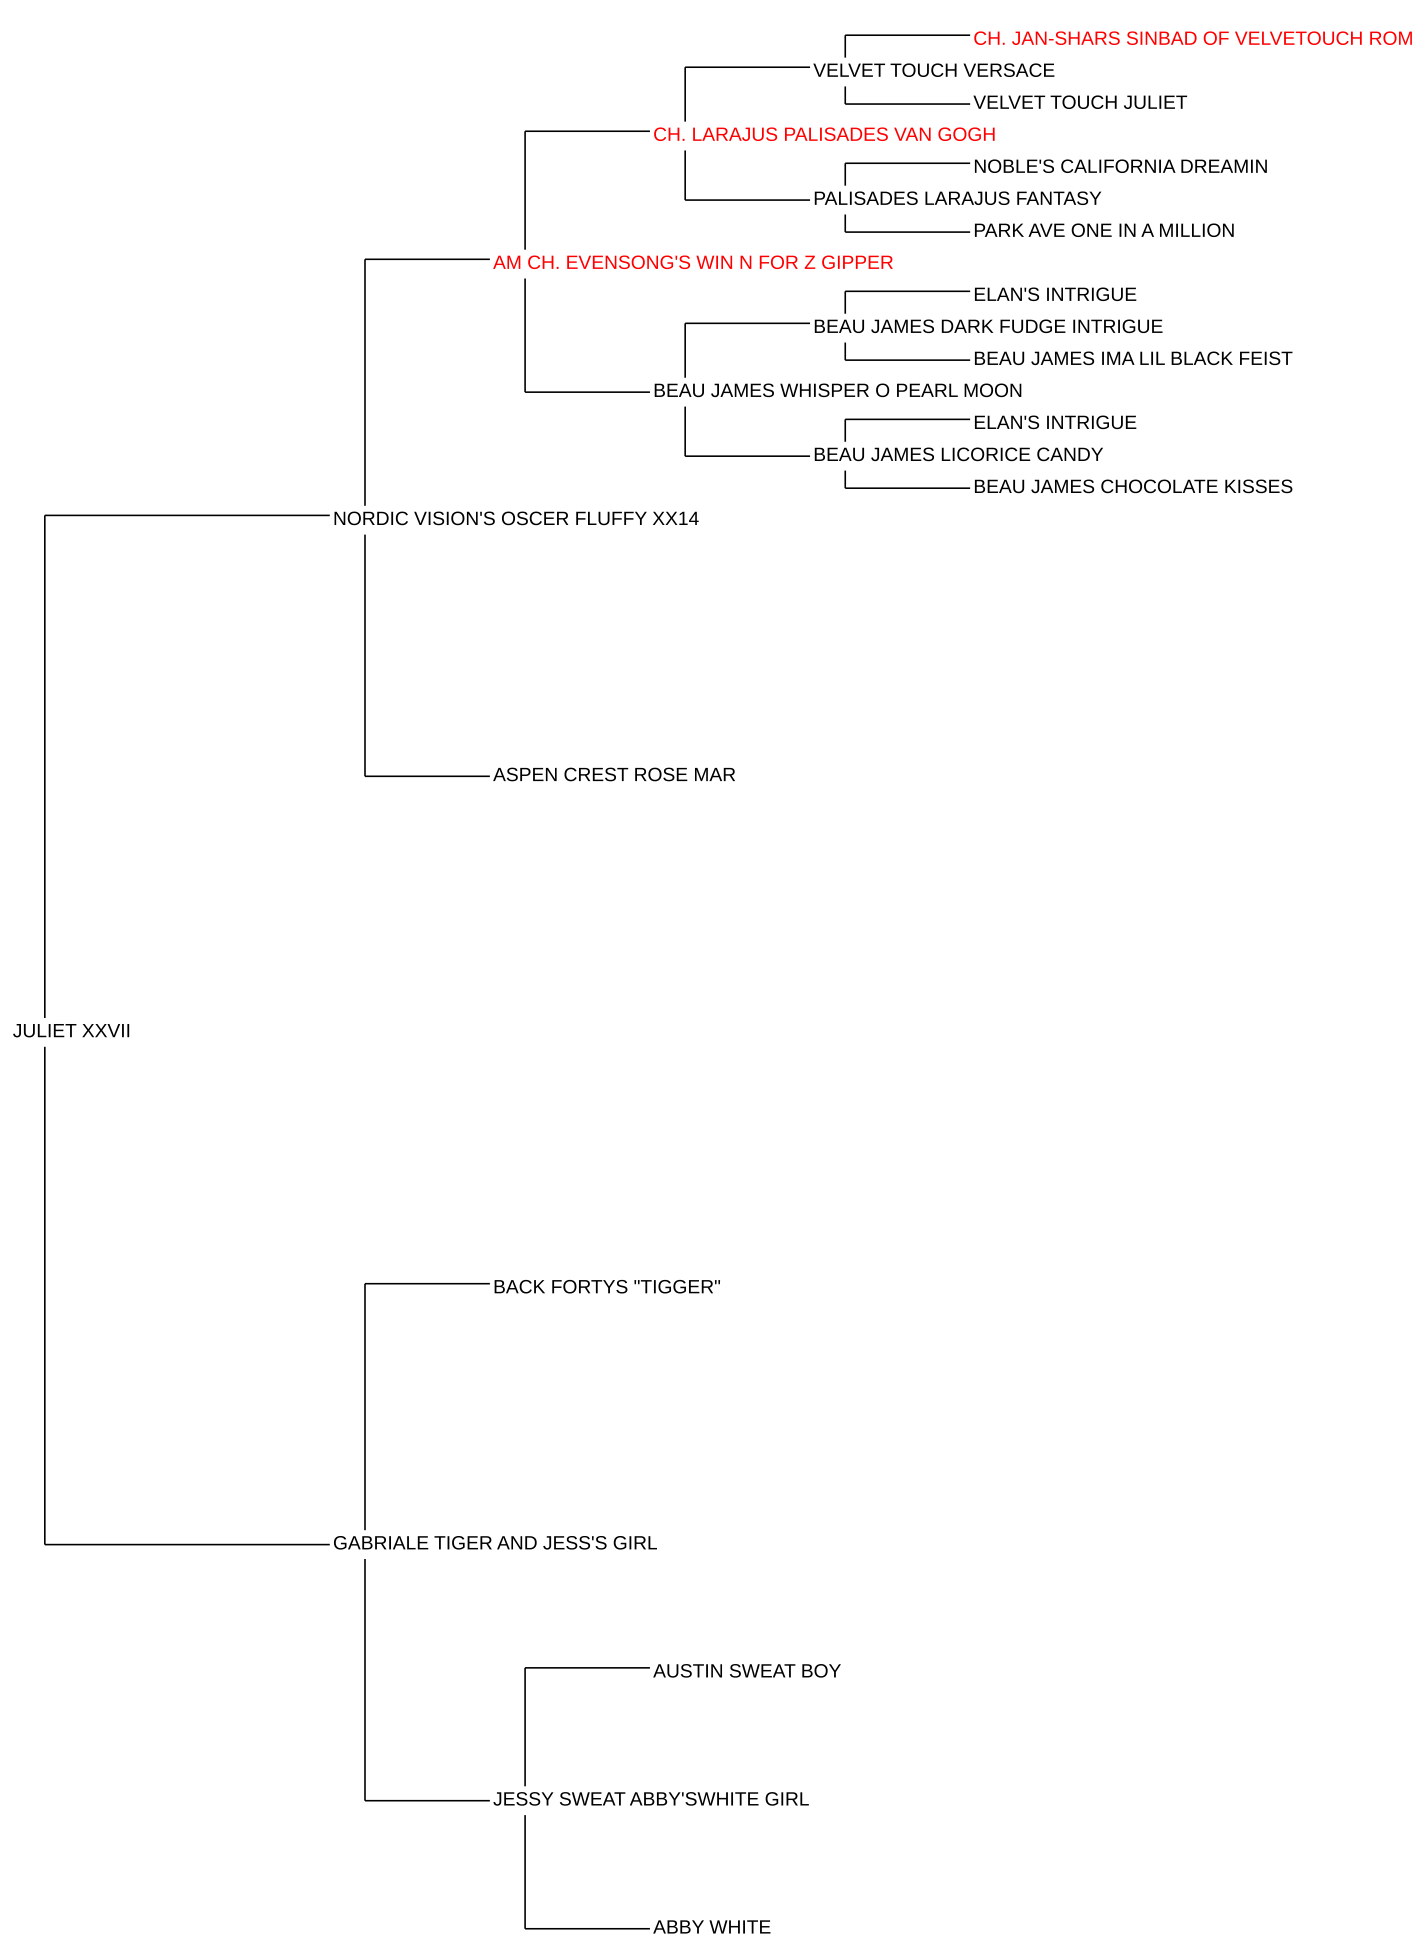 CH. JAN-SHARS SINBAD OF VELVETOUCH ROM
VELVET TOUCH VERSACE
VELVET TOUCH JULIET
CH. LARAJUS PALISADES VAN GOGH
NOBLE'S CALIFORNIA DREAMIN
PALISADES LARAJUS FANTASY
PARK AVE ONE IN A MILLION
AM CH. EVENSONG'S WIN N FOR Z GIPPER
ELAN'S INTRIGUE
BEAU JAMES DARK FUDGE INTRIGUE
BEAU JAMES IMA LIL BLACK FEIST
BEAU JAMES WHISPER O PEARL MOON
ELAN'S INTRIGUE
BEAU JAMES LICORICE CANDY
BEAU JAMES CHOCOLATE KISSES
NORDIC VISION'S OSCER FLUFFY XX14
ASPEN CREST ROSE MAR
JULIET XXVII
BACK FORTYS "TIGGER"
GABRIALE TIGER AND JESS'S GIRL
AUSTIN SWEAT BOY
JESSY SWEAT ABBY'SWHITE GIRL
ABBY WHITE